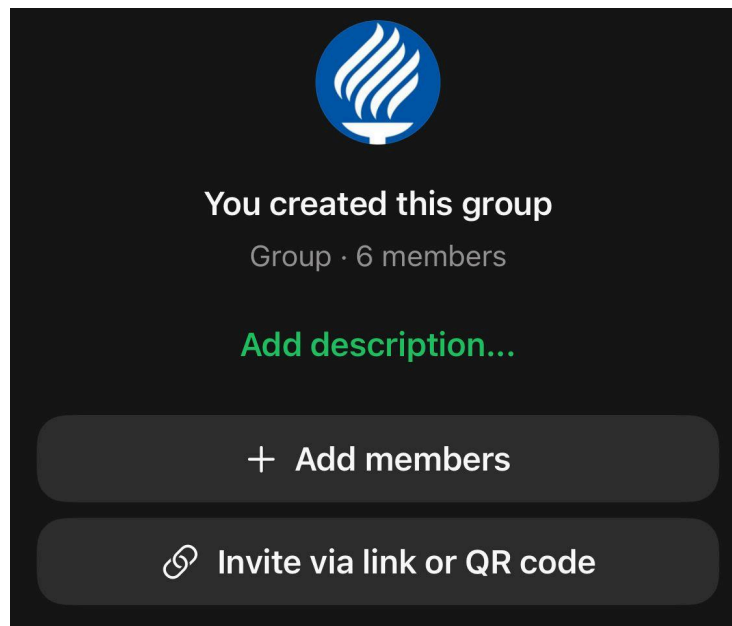 You created this group
Group · 6 members
Add description...
Add members
Invite via link or QR code